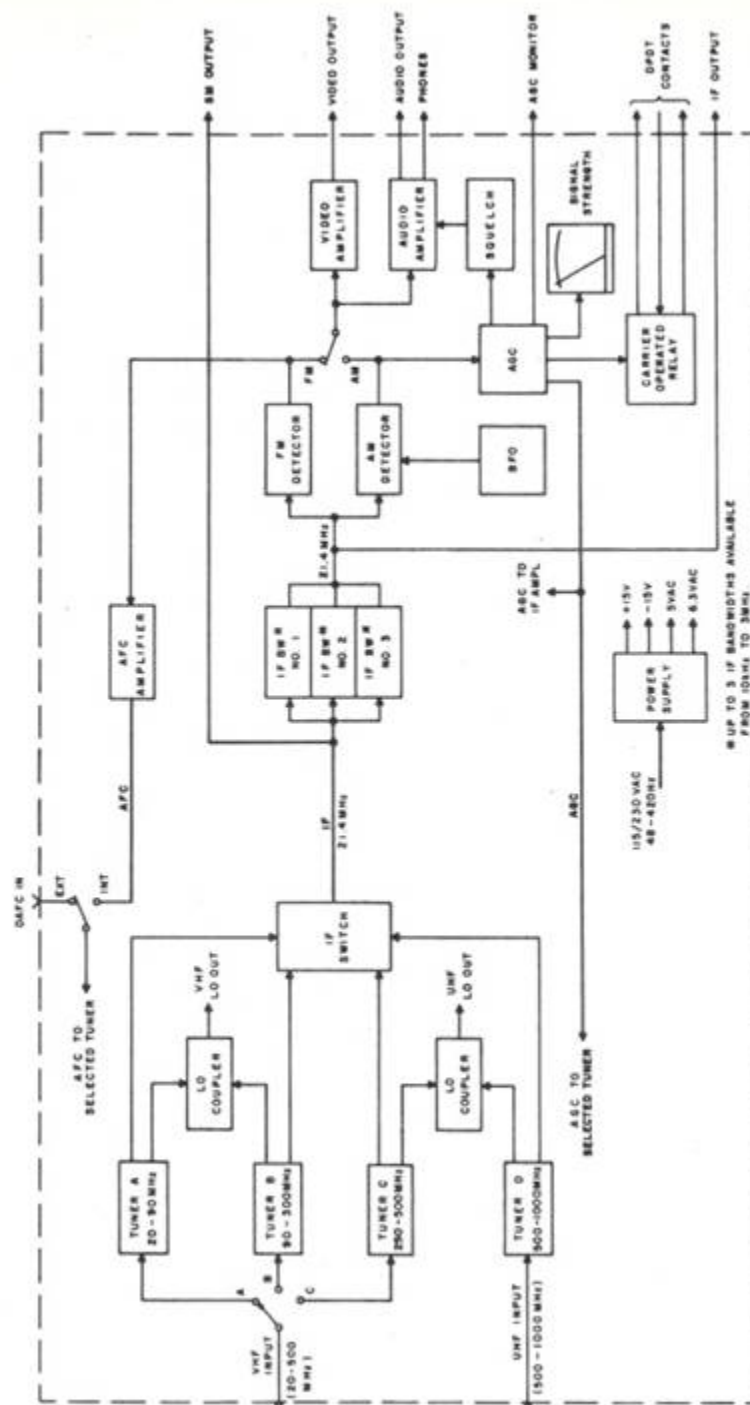 DAFC IN
EXT
INT
AFC TO
SELECTED TUNER
AFC
AFC
AMPLIFIER
SM OUTPUT
VIDEO OUTPUT
AUDIO OUTPUT
PHONES
AGC MONITOR
DPDT
CONTACTS
IF OUTPUT
VHF
INPUT
(20-500
MHz)
A
B
C
TUNER A
20-90MHz
TUNER B
90-300MHz
TUNER C
250-500MHz
TUNER D
500-1000MHz
UHF INPUT
(500-1000 MHz)
LO
COUPLER
VHF
LO OUT
LO
COUPLER
UHF
LO OUT
IF
SWITCH
IF
21.4MHz
IF BW*
NO. 1
IF BW*
NO. 2
IF BW*
NO. 3
21.4MHz
FM
DETECTOR
AM
DETECTOR
BFO
FM
AM
VIDEO
AMPLIFIER
AUDIO
AMPLIFIER
SQUELCH
AGC
SIGNAL
STRENGTH
CARRIER
OPERATED
RELAY
AGC TO
IF AMPL
AGC
AGC TO
SELECTED TUNER
115/230VAC
48-420Hz
POWER
SUPPLY
+15V
-15V
5VAC
6.3VAC
* UP TO 3 IF BANDWIDTHS AVAILABLE
FROM 10kHz TO 3MHz